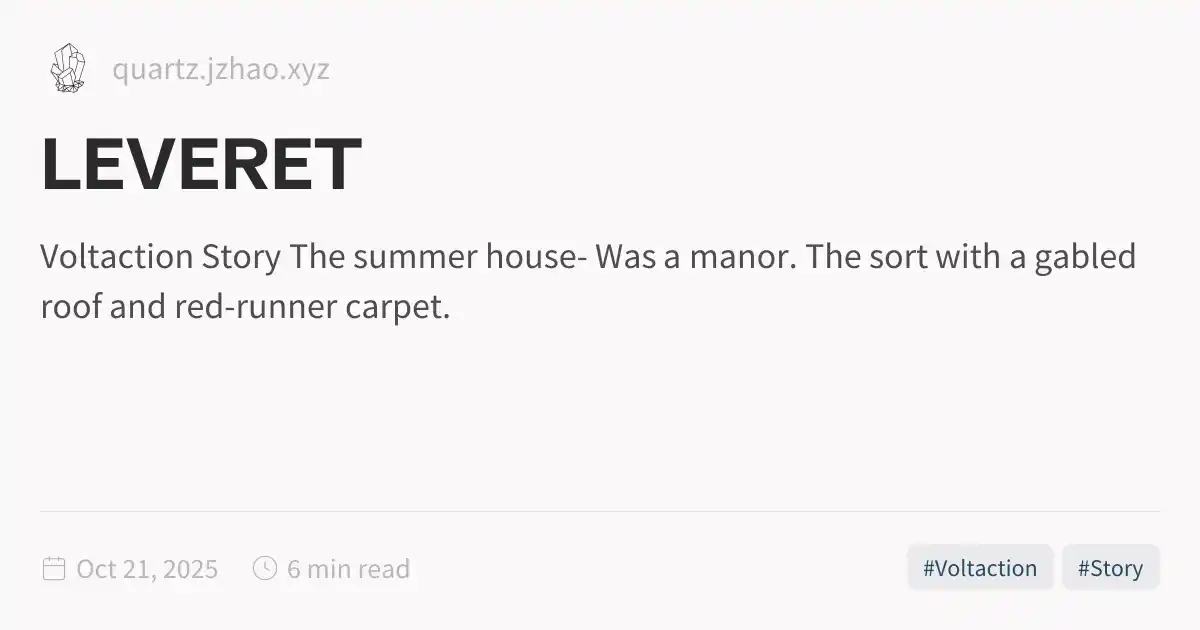 quartz.jzhao.xyz
LEVERET
Voltaction Story The summer house- Was a manor. The sort with a gabled
roof and red-runner carpet.
Oct 21, 2025 6 min read #Voltaction #Story